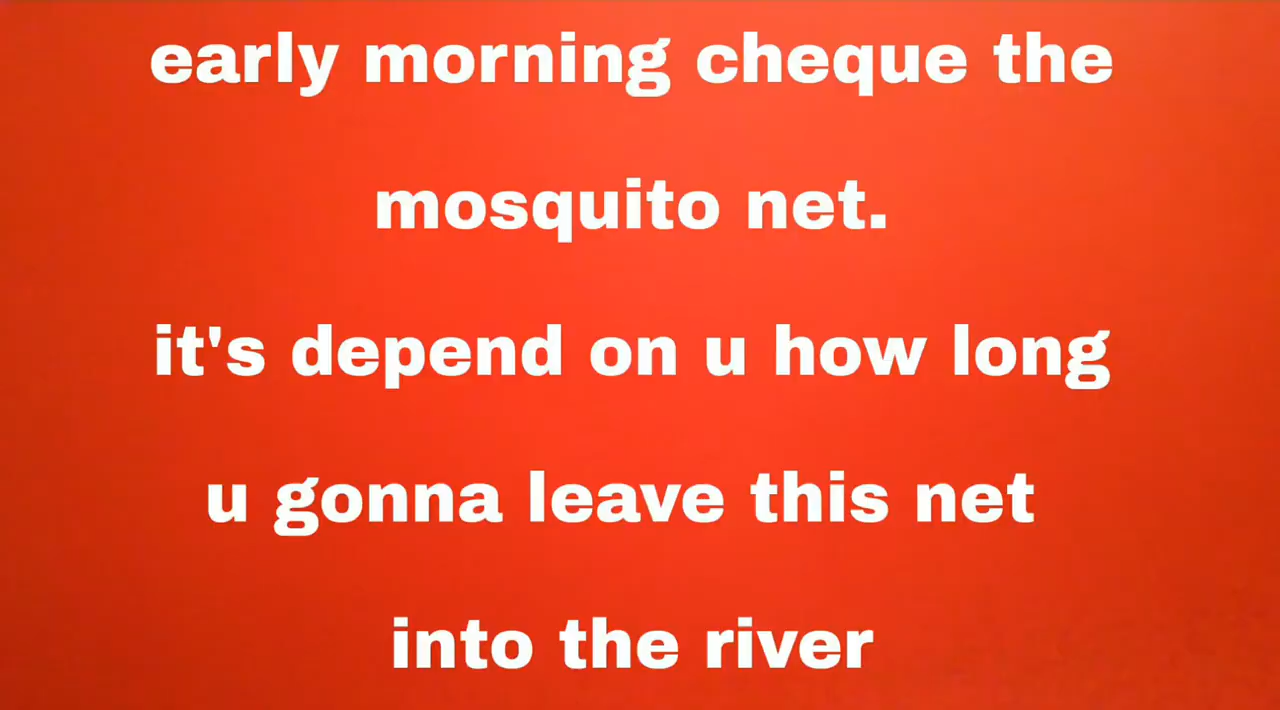 early morning cheque the
mosquito net.
it's depend on u how long
u gonna leave this net
into the river